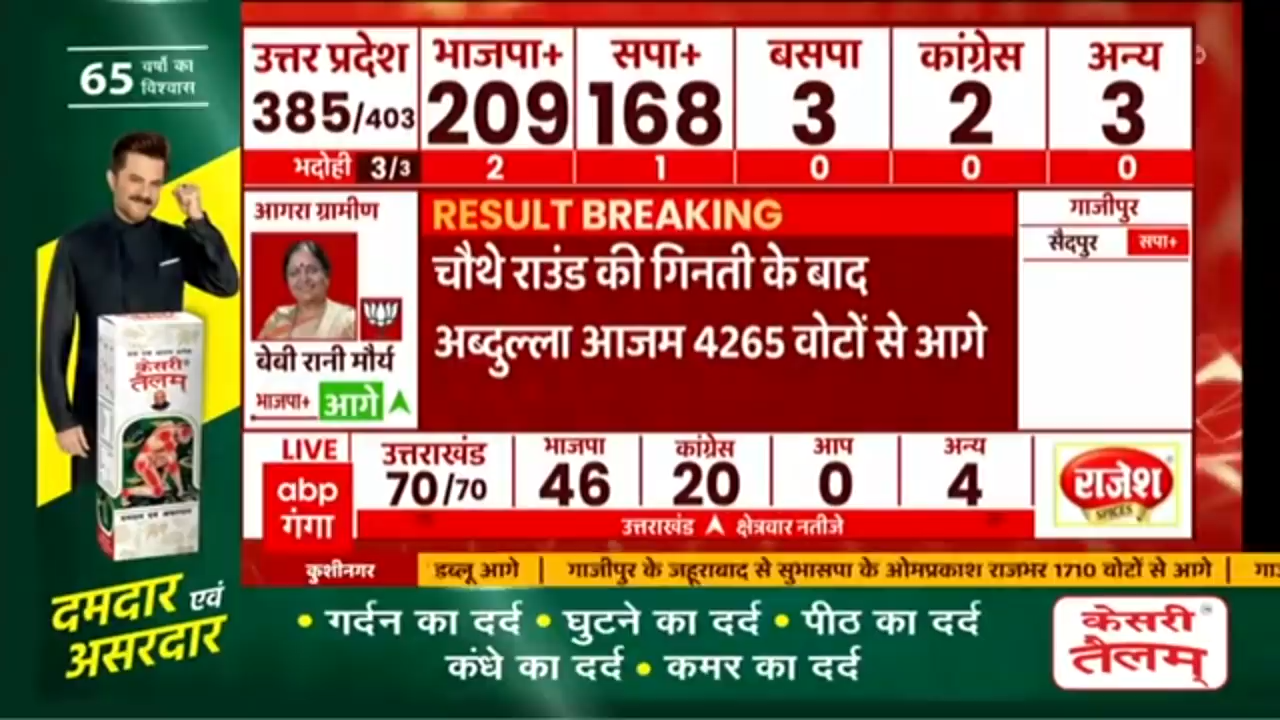 65 वर्षों का विश्वास
उत्तर प्रदेश भाजपा+ सपा+ बसपा कांग्रेस अन्य
385/403 209 168 3 2 3
भदोही 3/3 2 1 0 0 0
आगरा ग्रामीण
बेबी रानी मौर्य
भाजपा+ आगे
RESULT BREAKING
चौथे राउंड की गिनती के बाद
अब्दुल्ला आजम 4265 वोटों से आगे
गाजीपुर
सैदपुर सपा+
LIVE
abp
गंगा
उत्तराखंड भाजपा कांग्रेस आप अन्य
70/70 46 20 0 4
उत्तराखंड क्षेत्रवार नतीजे
राजेश
SPICES
कुशीनगर डब्लू आगे | गाजीपुर के जहूराबाद से सुभासपा के ओमप्रकाश राजभर 1710 वोटों से आगे |
केसरी
तैलम्
दमदार एवं
असरदार
• गर्दन का दर्द • घुटने का दर्द • पीठ का दर्द
कंधे का दर्द • कमर का दर्द
केसरी
तैलम्